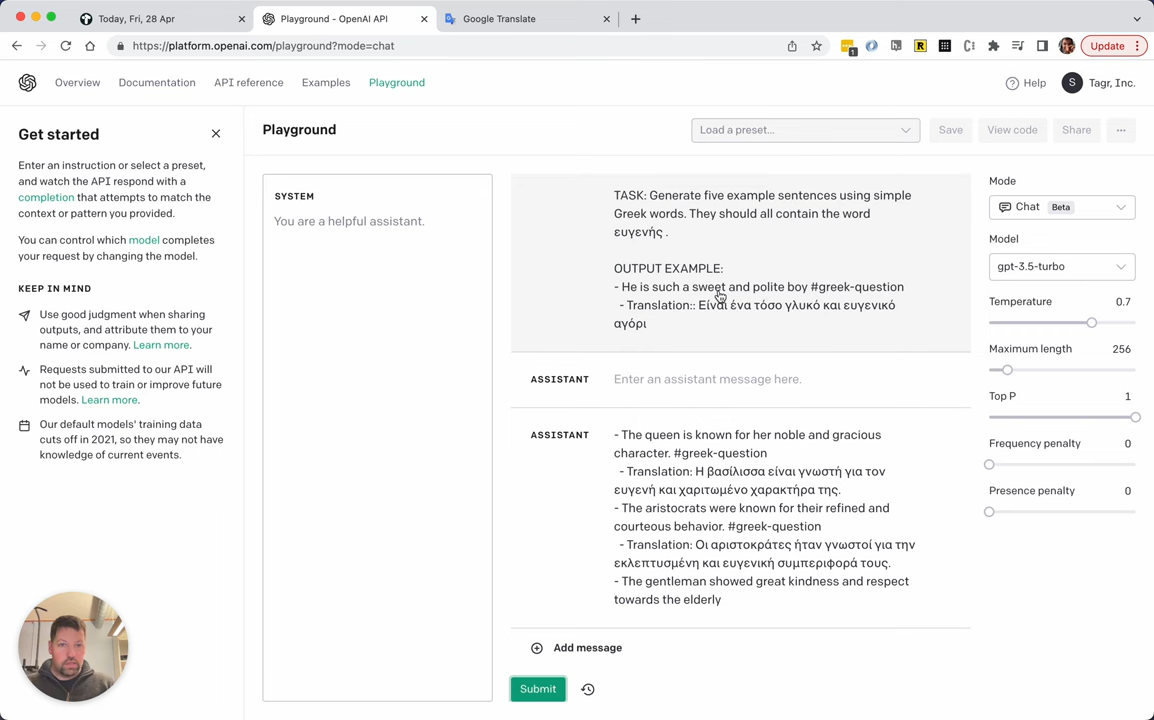 Today, Fri, 28 Apr
Playground - OpenAI API
Google Translate
https://platform.openai.com/playground?mode=chat
1
R
Update
Overview
Documentation
API reference
Examples
Playground
Help
S
Tagr, Inc.
Get started
Enter an instruction or select a preset,
and watch the API respond with a
completion that attempts to match the
context or pattern you provided.
You can control which model completes
your request by changing the model.
KEEP IN MIND
Use good judgment when sharing
outputs, and attribute them to your
name or company. Learn more.
Requests submitted to our API will
not be used to train or improve future
models. Learn more.
Our default models' training data
cuts off in 2021, so they may not have
knowledge of current events.
Playground
Load a preset...
Save
View code
Share
SYSTEM
You are a helpful assistant.
TASK: Generate five example sentences using simple
Greek words. They should all contain the word
ευγενής .
OUTPUT EXAMPLE:
- He is such a sweet and polite boy #greek-question
- Translation:: Είναι ένα τόσο γλυκό και ευγενικό
αγόρι
ASSISTANT
Enter an assistant message here.
ASSISTANT
- The queen is known for her noble and gracious
character. #greek-question
- Translation: Η βασίλισσα είναι γνωστή για τον
ευγενή και χαριτωμένο χαρακτήρα της.
- The aristocrats were known for their refined and
courteous behavior. #greek-question
- Translation: Οι αριστοκράτες ήταν γνωστοί για την
εκλεπτυσμένη και ευγενική συμπεριφορά τους.
- The gentleman showed great kindness and respect
towards the elderly
Add message
Submit
Mode
Chat Beta
Model
gpt-3.5-turbo
Temperature 0.7
Maximum length 256
Top P 1
Frequency penalty 0
Presence penalty 0